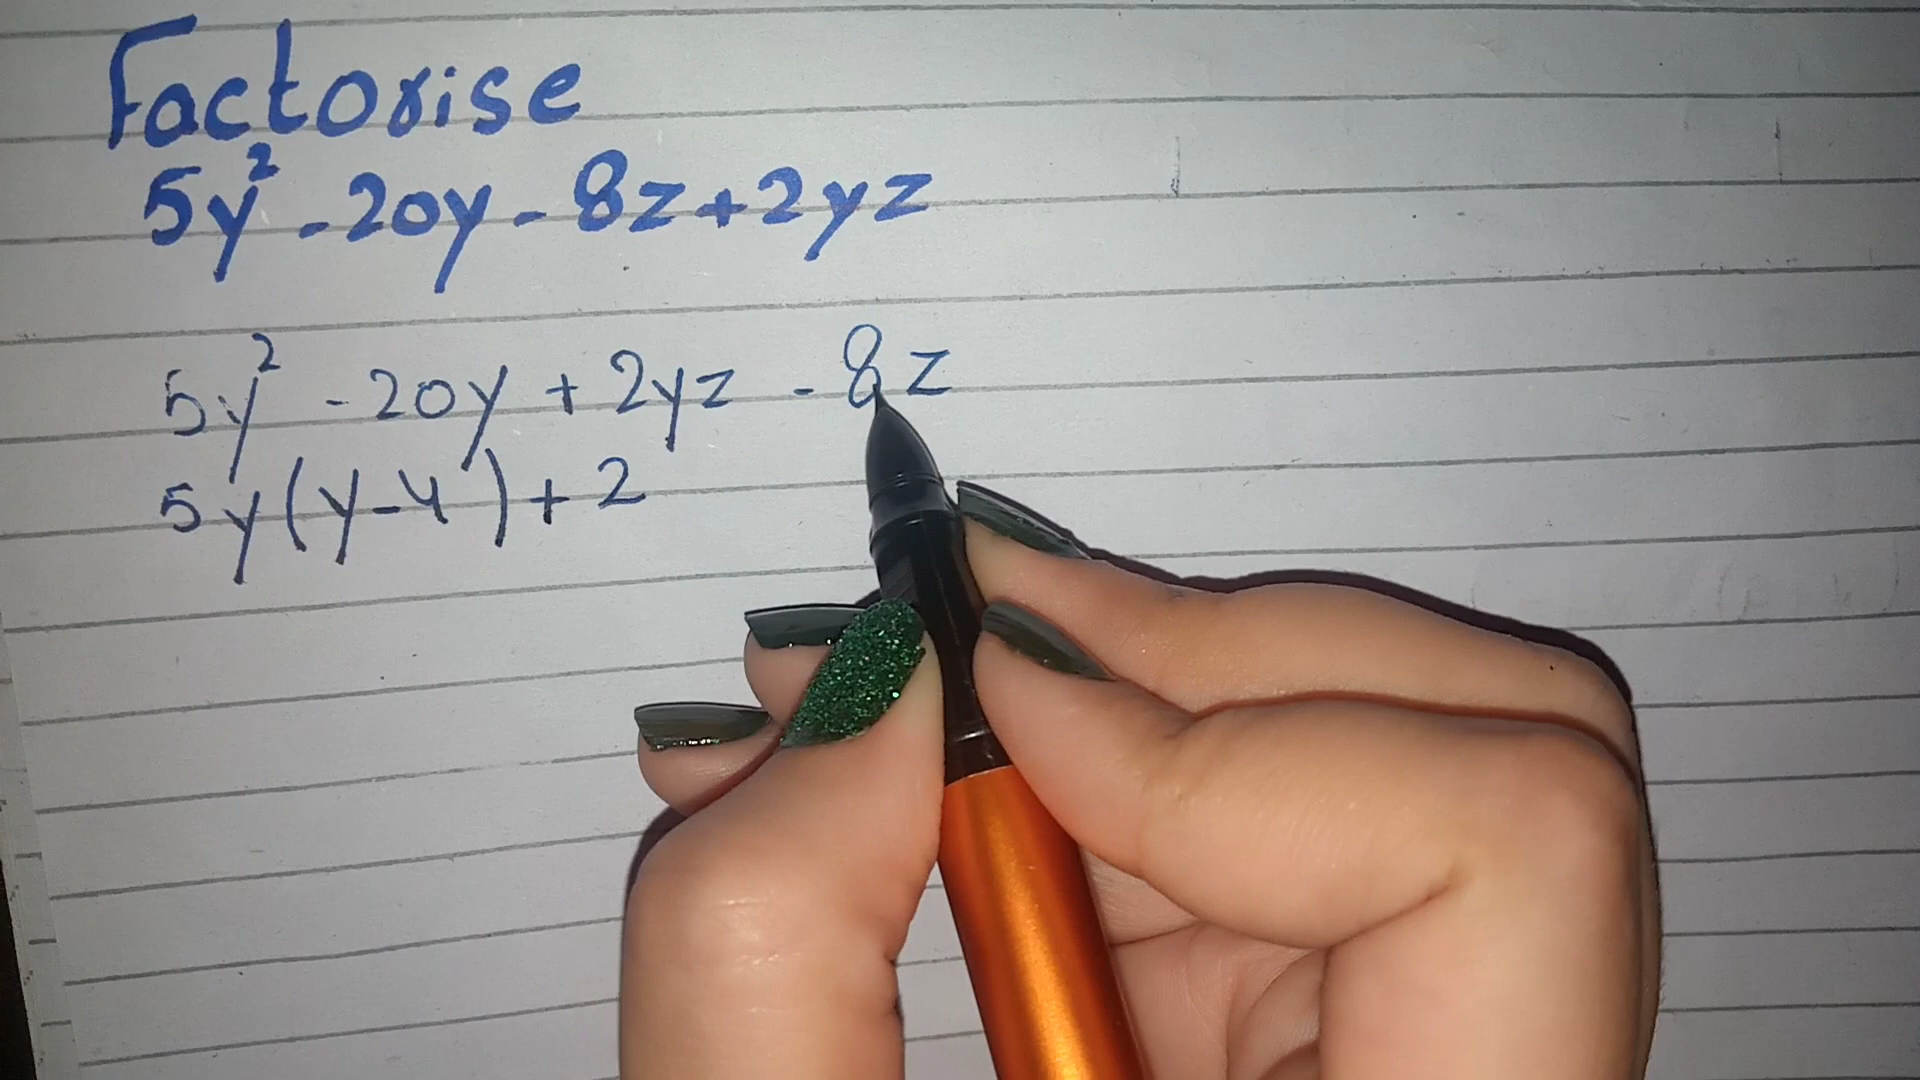 Factorise
5y² - 20y - 8z + 2yz
5y² - 20y + 2yz - 8z
5y(y-4) + 2